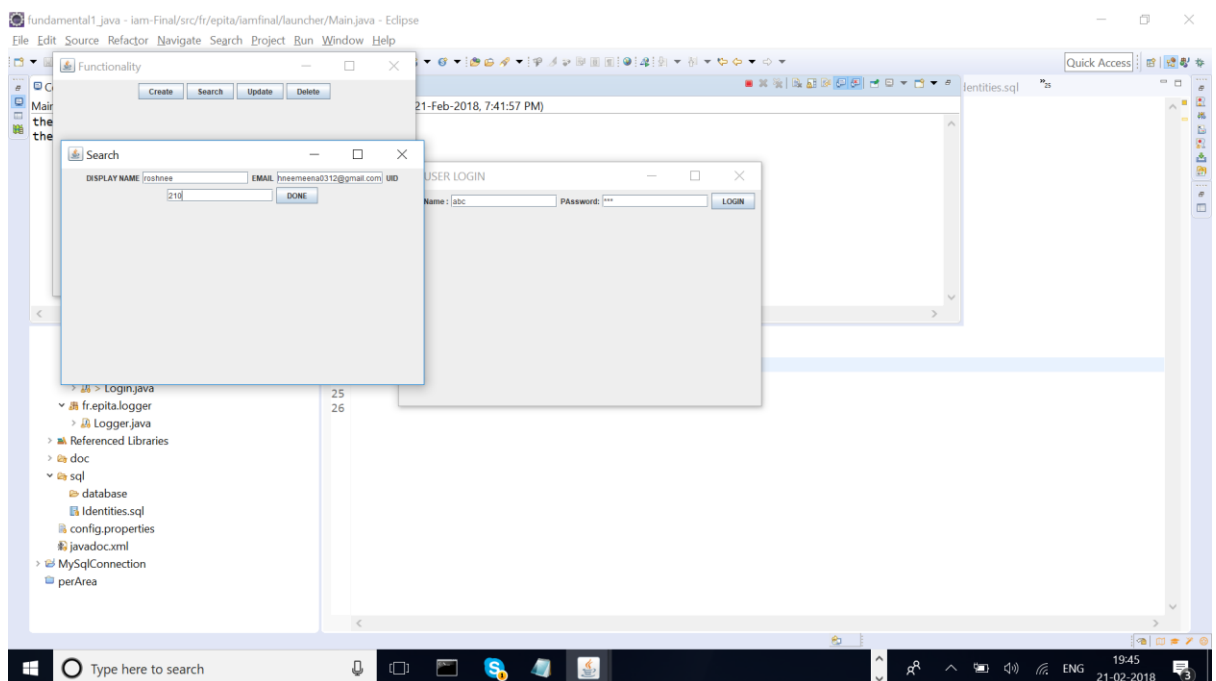 fundamental1_java - iam-Final/src/fr/epita/iamfinal/launcher/Main.java - Eclipse
File Edit Source Refactor Navigate Search Project Run Window Help
Quick Access
Functionality
Create Search Update Delete
21-Feb-2018, 7:41:57 PM)
Identities.sql
25
Mair
the
the
Search
DISPLAY NAME roshnee EMAIL hneemeena0312@gmail.com UID
210 DONE
USER LOGIN
Name : abc PAssword: *** LOGIN
> Login.java
25
fr.epita.logger
26
Logger.java
Referenced Libraries
doc
sql
database
Identities.sql
config.properties
javadoc.xml
MySqlConnection
perArea
Type here to search
ENG
19:45
21-02-2018
3